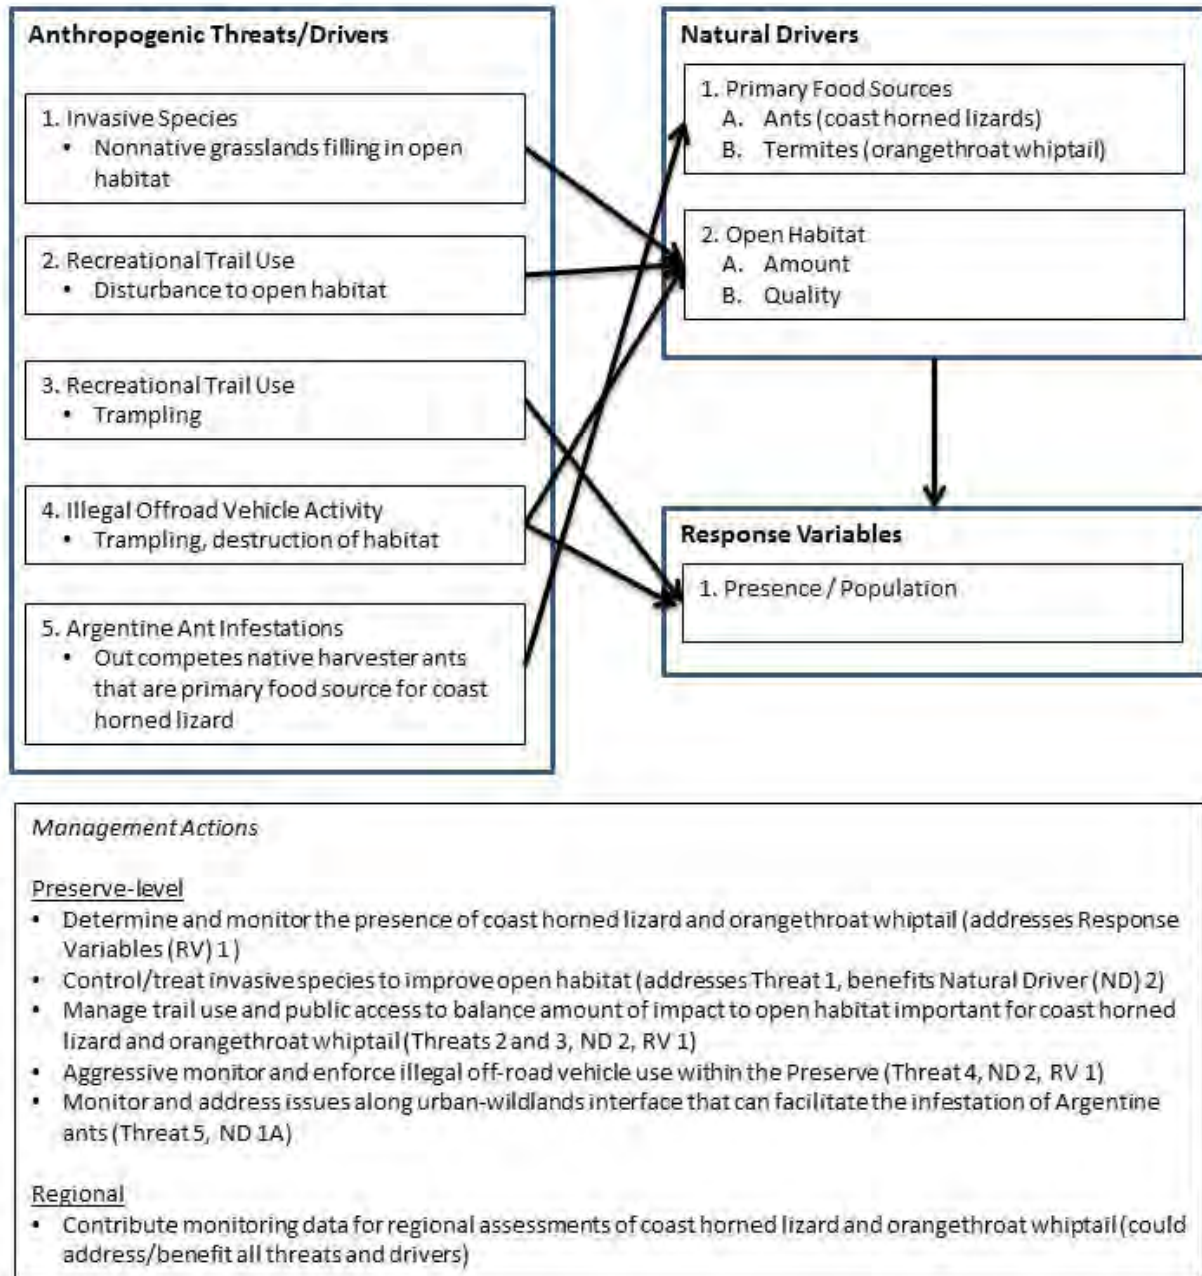 Anthropogenic Threats/Drivers
1. Invasive Species
• Nonnative grasslands filling in open
habitat
2. Recreational Trail Use
• Disturbance to open habitat
3. Recreational Trail Use
• Trampling
4. Illegal Offroad Vehicle Activity
• Trampling, destruction of habitat
5. Argentine Ant Infestations
• Out competes native harvester ants
that are primary food source for coast
horned lizard
Natural Drivers
1. Primary Food Sources
A. Ants (coast horned lizards)
B. Termites (orangethroat whiptail)
2. Open Habitat
A. Amount
B. Quality
Response Variables
1. Presence / Population
Management Actions
Preserve-level
• Determine and monitor the presence of coast horned lizard and orangethroat whiptail (addresses Response
Variables (RV) 1)
• Control/treat invasive species to improve open habitat (addresses Threat 1, benefits Natural Driver (ND) 2)
• Manage trail use and public access to balance amount of impact to open habitat important for coast horned
lizard and orangethroat whiptail (Threats 2 and 3, ND 2, RV 1)
• Aggressive monitor and enforce illegal off-road vehicle use within the Preserve (Threat 4, ND 2, RV 1)
• Monitor and address issues along urban-wildlands interface that can facilitate the infestation of Argentine
ants (Threat 5, ND 1A)
Regional
• Contribute monitoring data for regional assessments of coast horned lizard and orangethroat whiptail (could
address/benefit all threats and drivers)